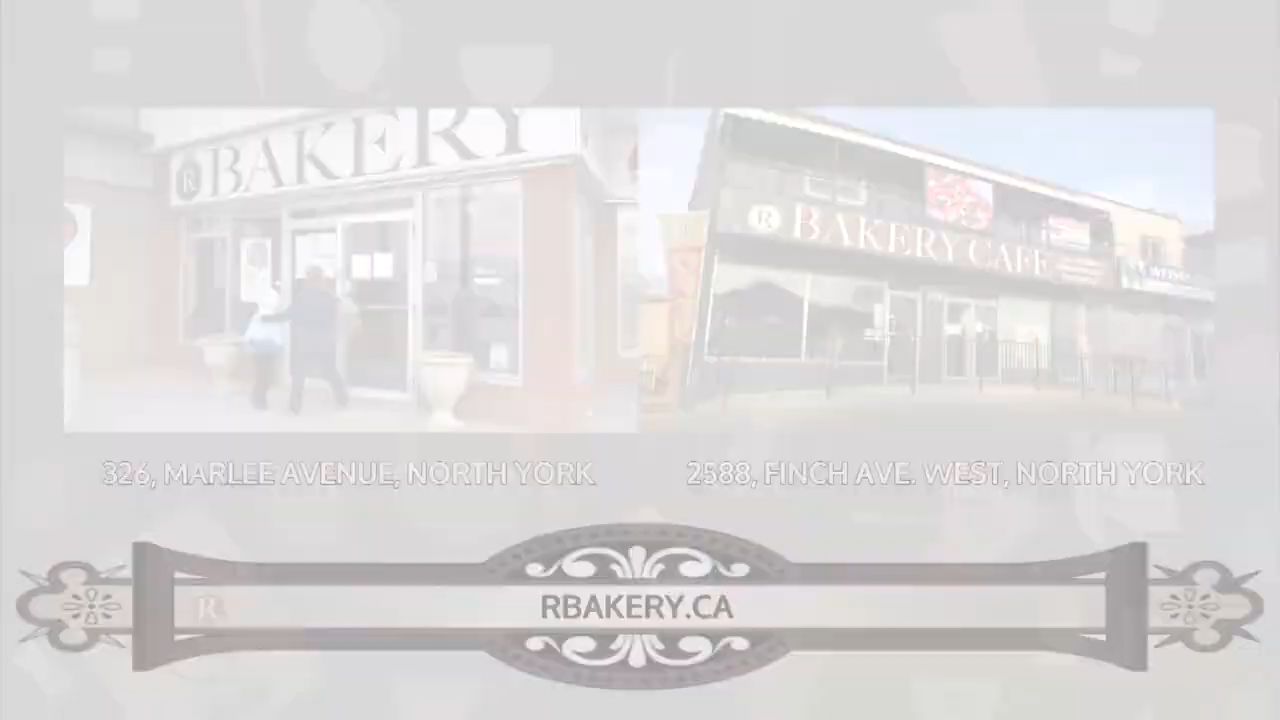 R BAKERY
R BAKERY CAFE
326, MARLEE AVENUE, NORTH YORK
2588, FINCH AVE. WEST, NORTH YORK
R
RBAKERY.CA